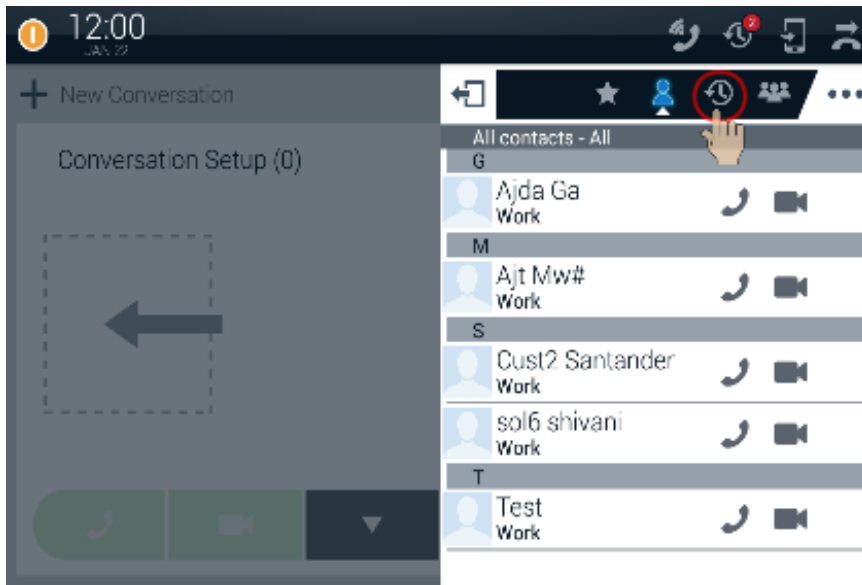 12:00
JAN 22
2
New Conversation
Conversation Setup (0)
All contacts - All
G
Ajda Ga
Work
M
Ajt Mw#
Work
S
Cust2 Santander
Work
sol6 shivani
Work
T
Test
Work